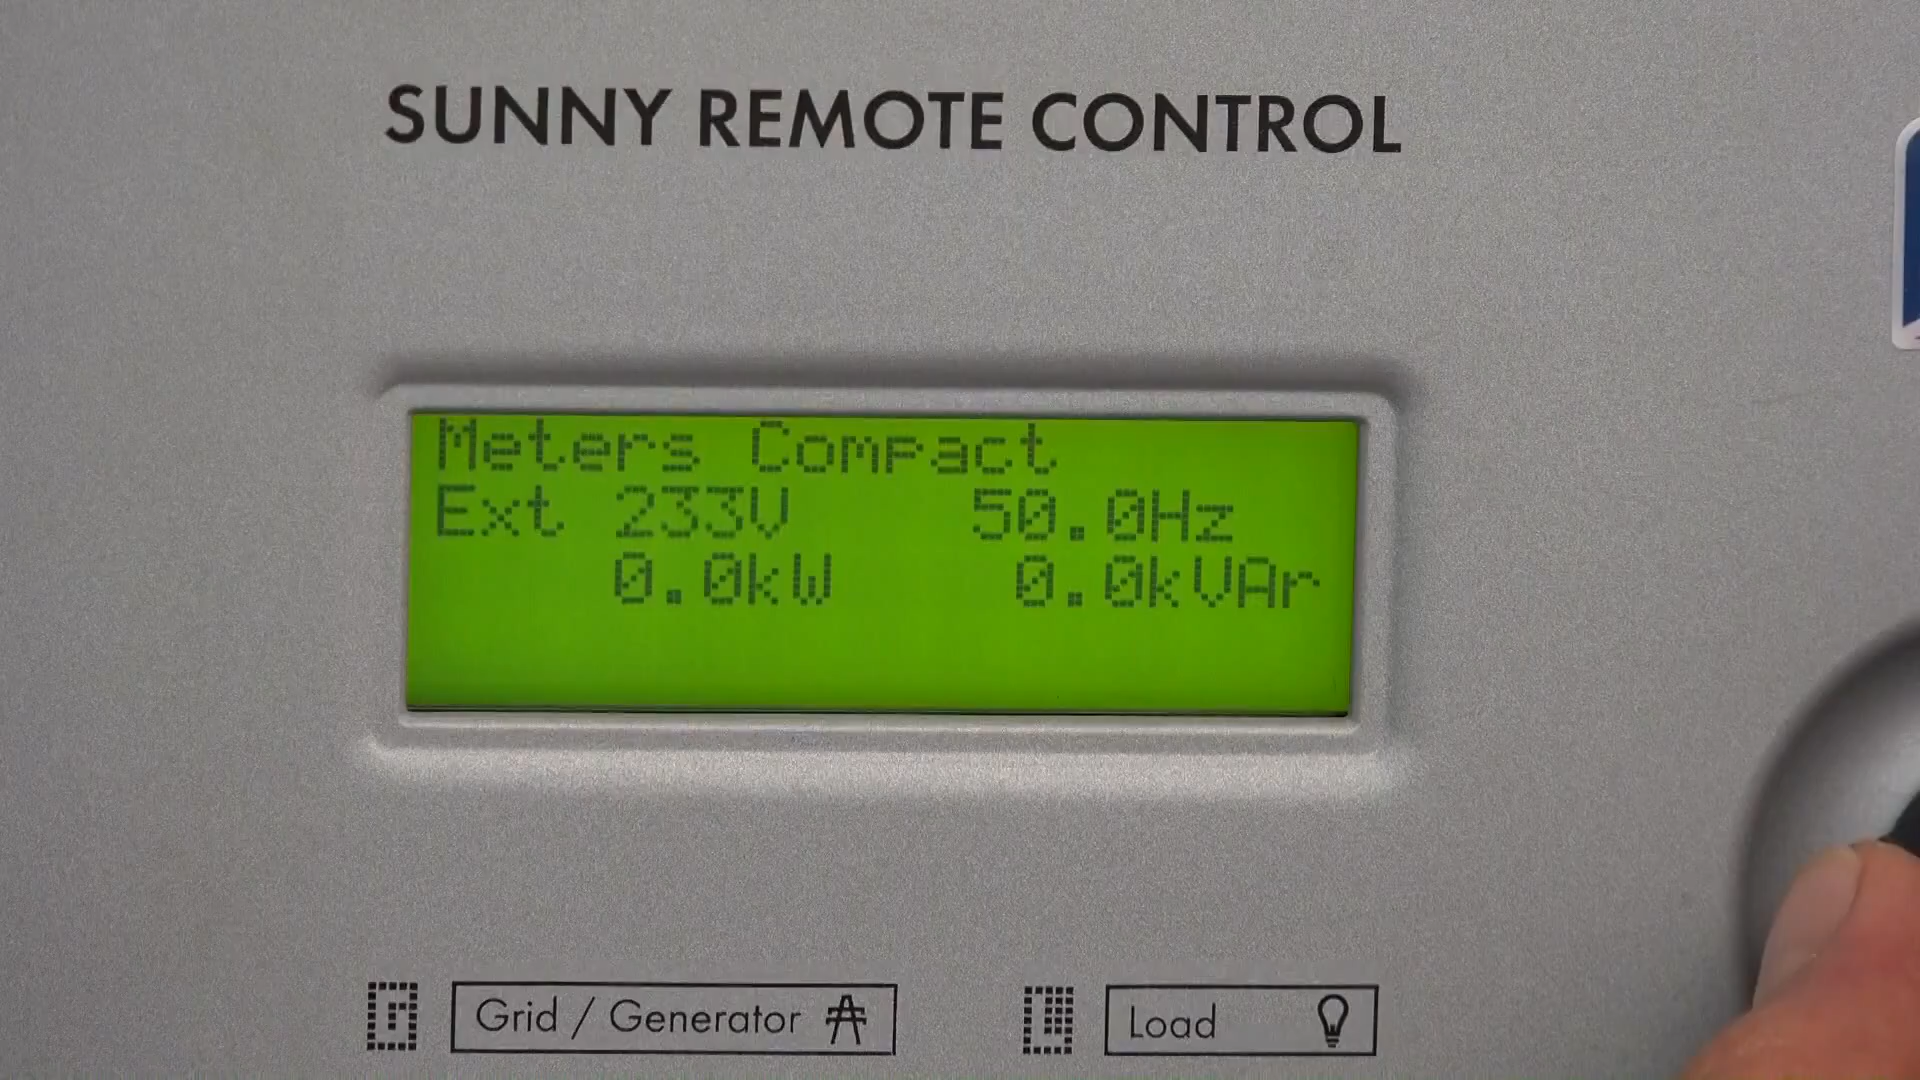 SUNNY REMOTE CONTROL
Meters Compact
Ext 233V 50.0Hz
0.0kW 0.0kVAr
Grid / Generator
Load